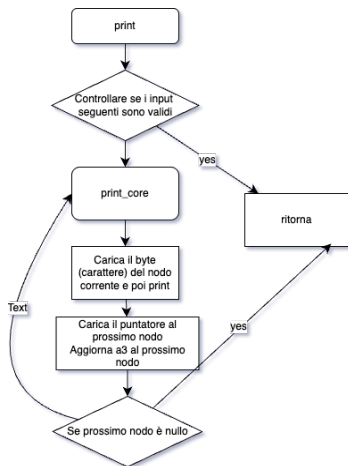 print
Controllare se i input
seguenti sono validi
yes
print_core
ritorna
Carica il byte
(carattere) del nodo
corrente e poi print
Text
yes
Carica il puntatore al
prossimo nodo
Aggiorna a3 al prossimo
nodo
Se prossimo nodo è nullo